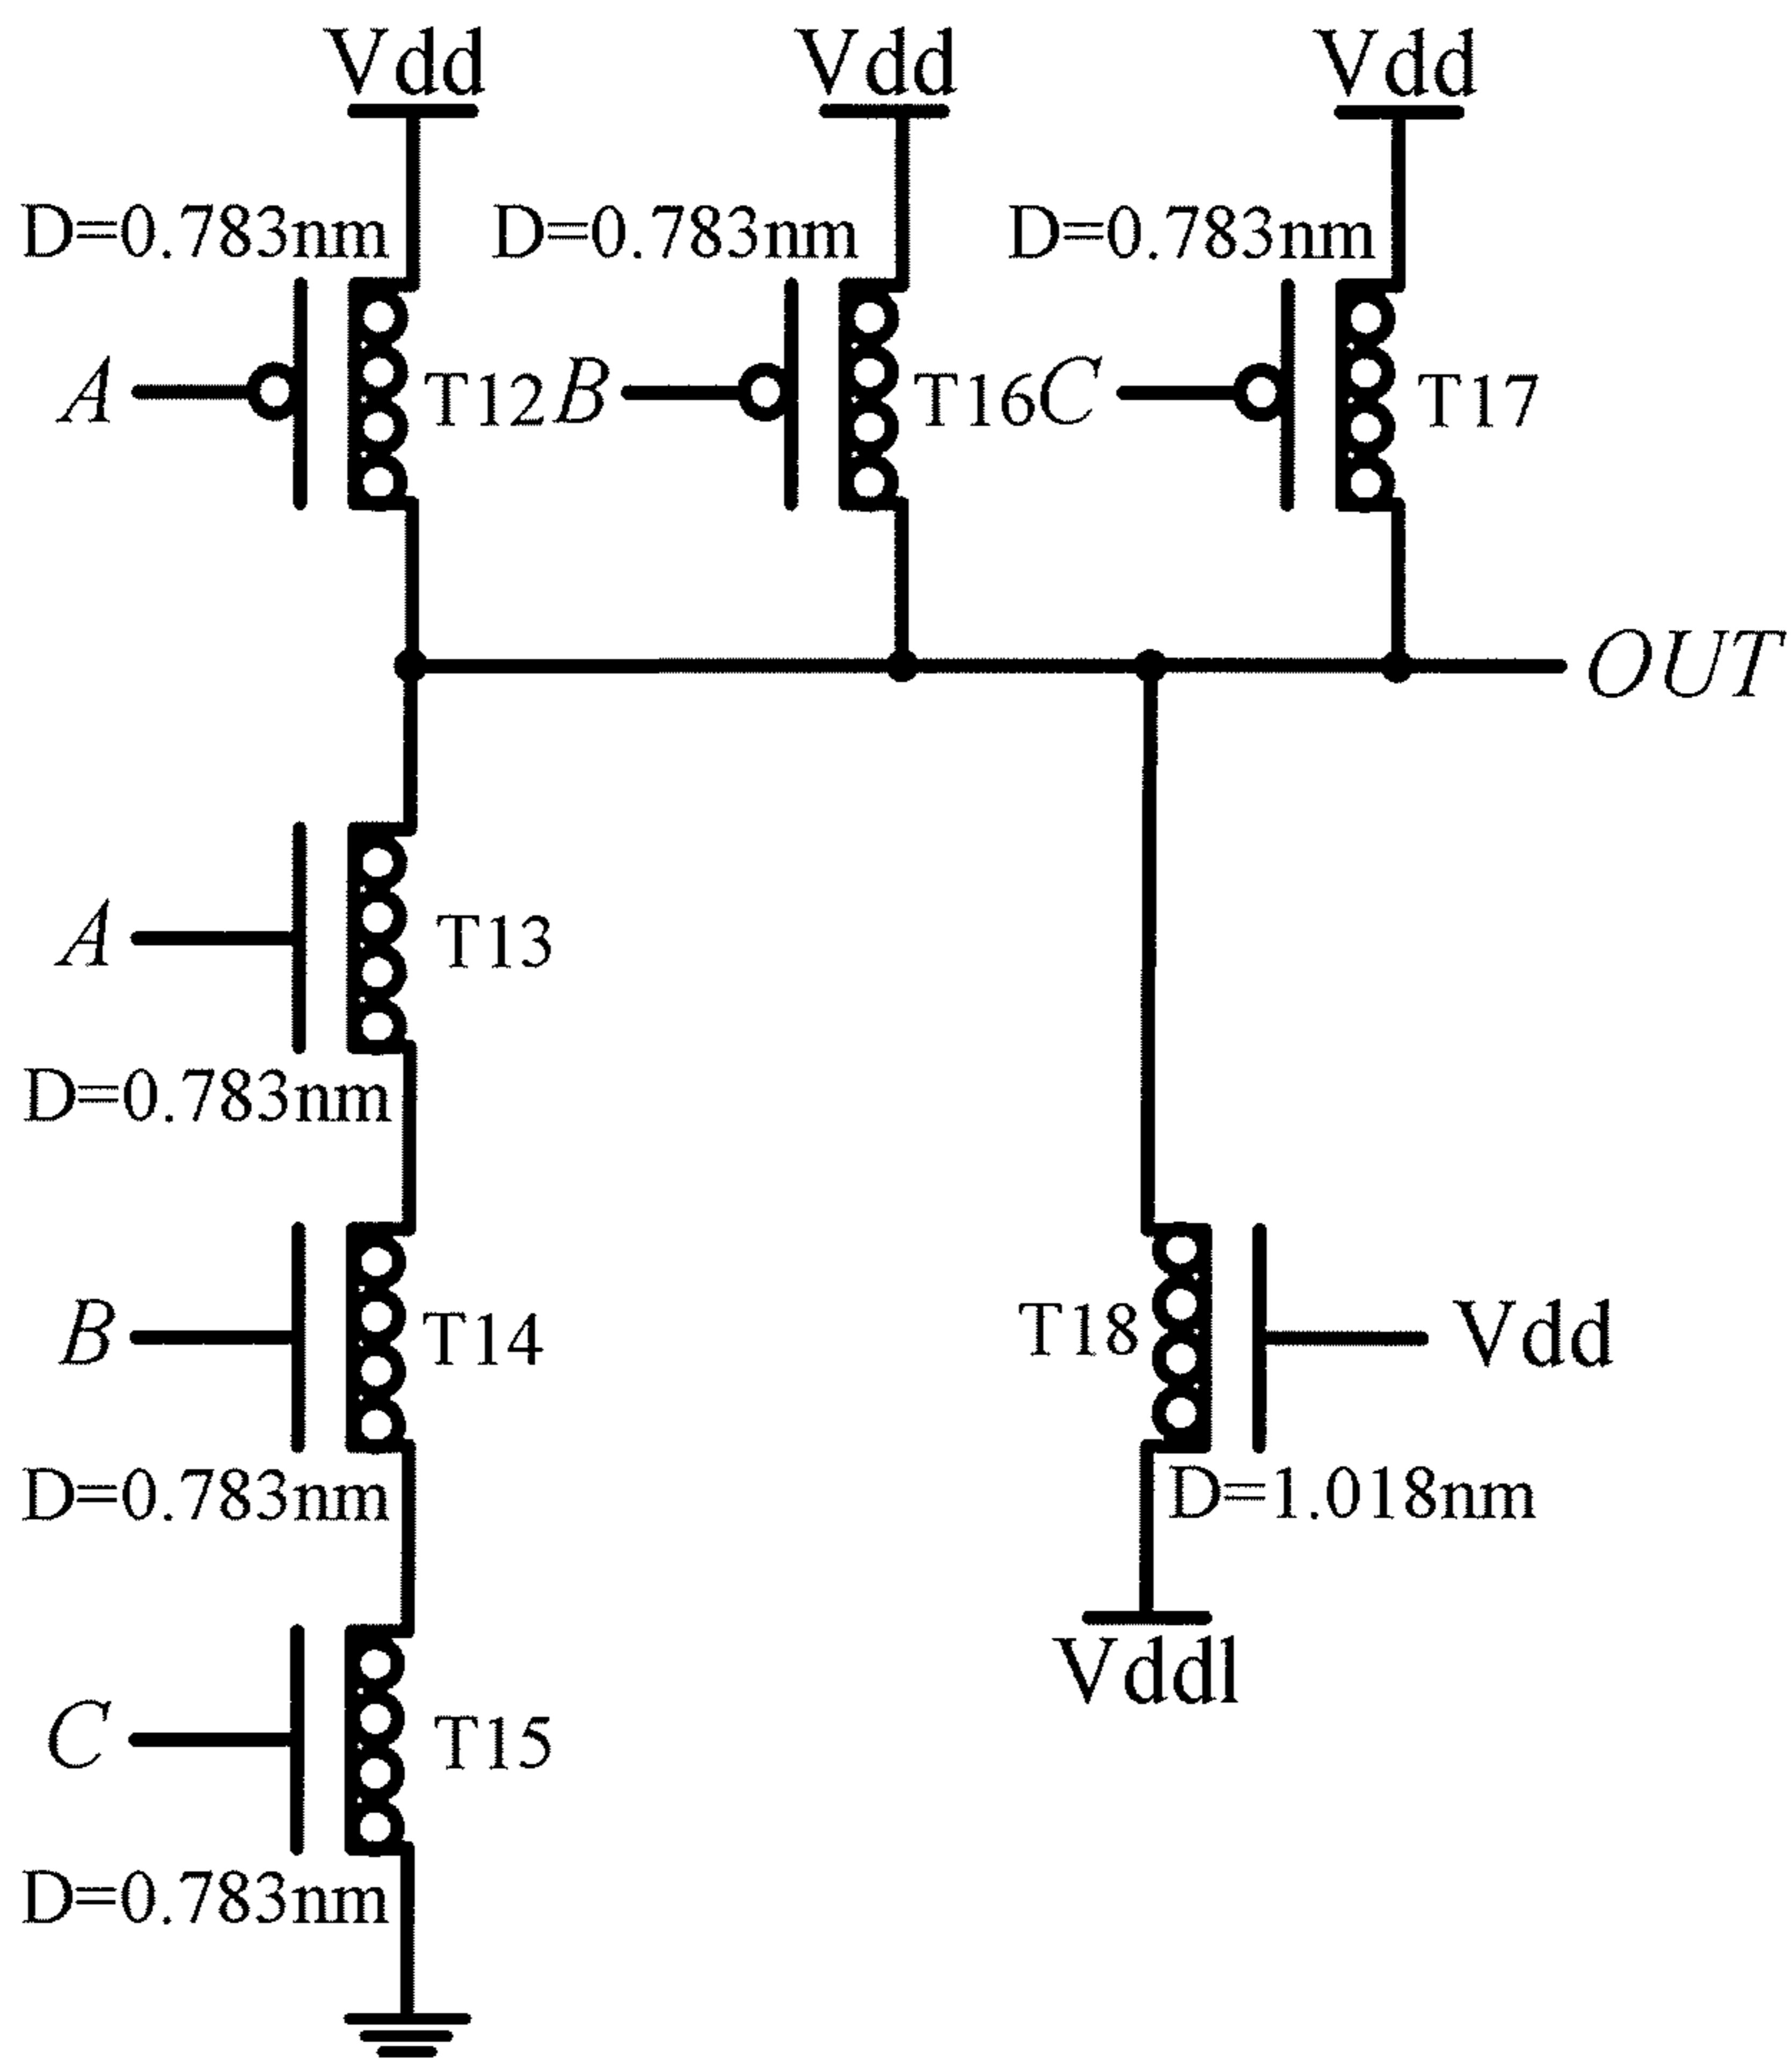 Vdd Vdd Vdd
D=0.783nm D=0.783nm D=0.783nm
A T12 B T16 C T17
OUT
A T13
D=0.783nm
B T14 T18 Vdd
D=0.783nm D=1.018nm
Vddl
C T15
D=0.783nm